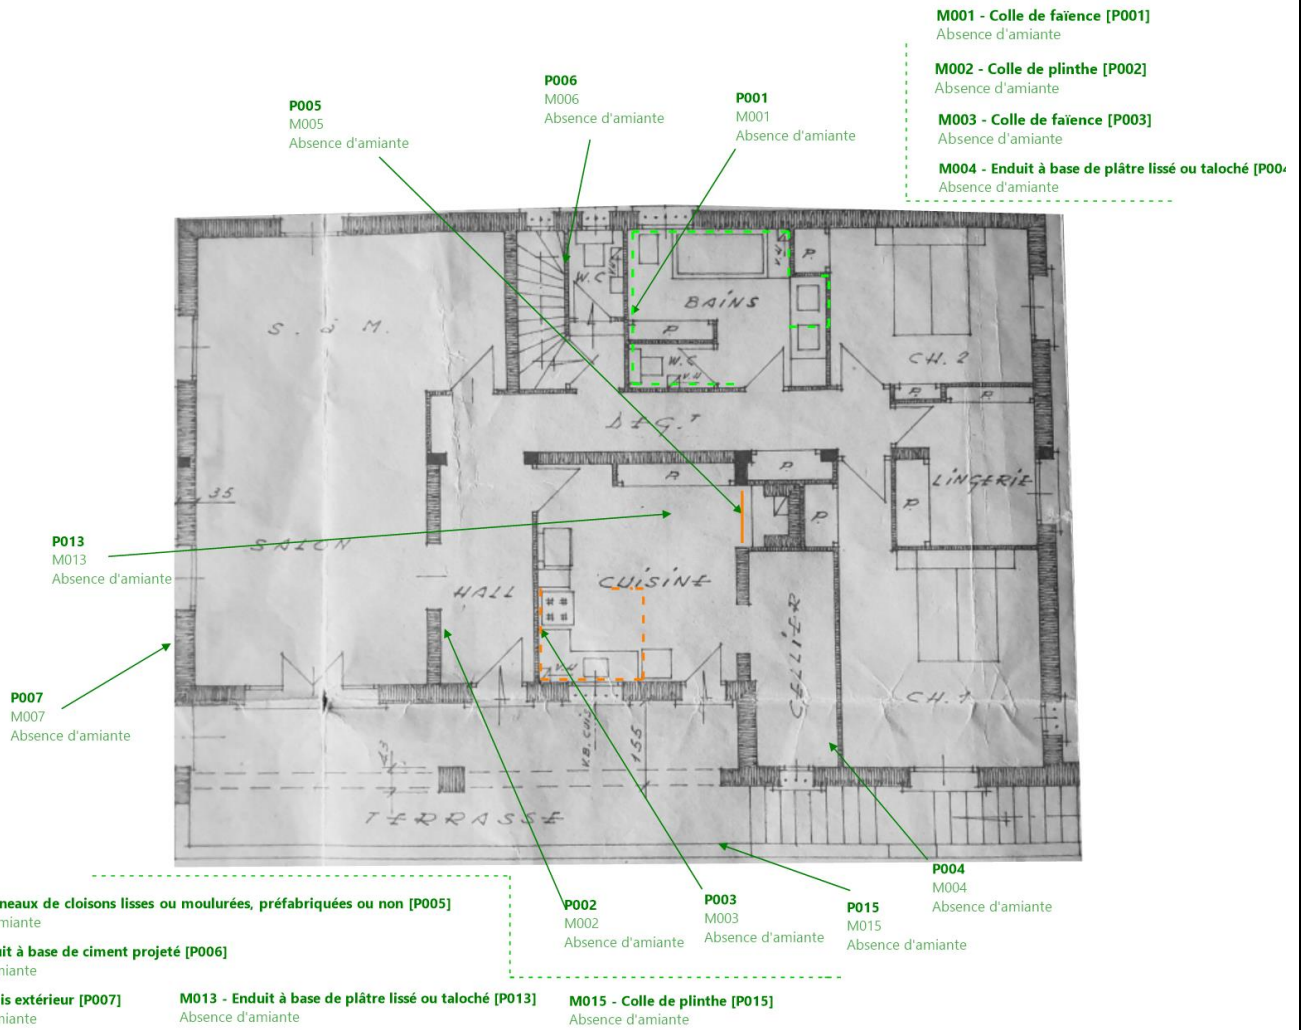 M001 - Colle de faïence [P001]
Absence d'amiante
M002 - Colle de plinthe [P002]
Absence d'amiante
M003 - Colle de faïence [P003]
Absence d'amiante
M004 - Enduit à base de plâtre lissé ou taloché [P004
Absence d'amiante
P006
M006
Absence d'amiante
P001
M001
Absence d'amiante
P005
M005
Absence d'amiante
W.C
V.H
P.
BAINS
S. à M.
P.
W.C
V.H
CH. 2
P.
P.
DEG.T
P.
P.
LINGERIE
35
P.
P.
P013
M013
Absence d'amiante
SALON
CUISINE
HALL
CELLIER
V.H
CH. 1
P007
M007
Absence d'amiante
V.B. CUIS
155
TERRASSE
P004
M004
Absence d'amiante
P002
M002
Absence d'amiante
P003
M003
Absence d'amiante
P015
M015
Absence d'amiante
neaux de cloisons lisses ou moulurées, préfabriquées ou non [P005]
miante
it à base de ciment projeté [P006]
iante
is extérieur [P007]
iante
M013 - Enduit à base de plâtre lissé ou taloché [P013]
Absence d'amiante
M015 - Colle de plinthe [P015]
Absence d'amiante